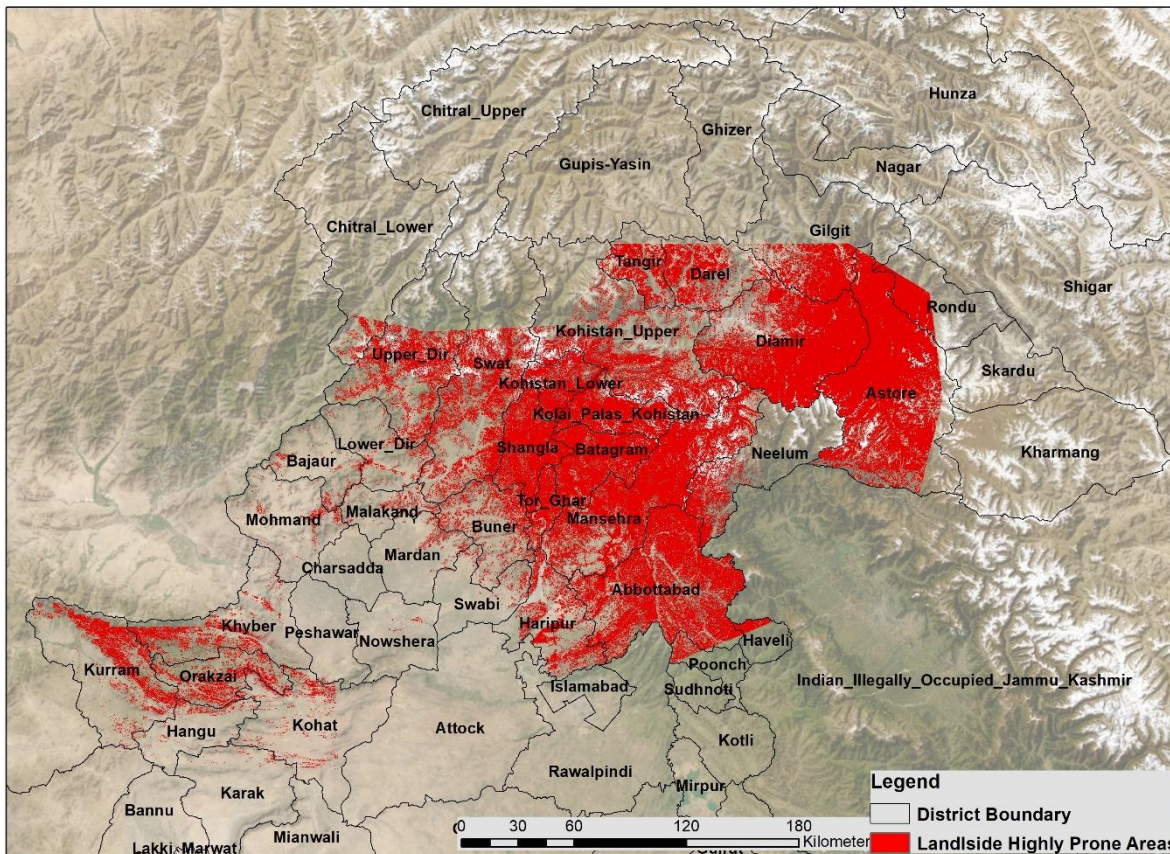 Hunza
Chitral_Upper
Ghizer
Gupis-Yasin
Nagar
Chitral_Lower
Gilgit
Tangir
Darel
Shigar
Rondu
Kohistan_Upper
Diamir
Upper_Dir
Swat
Skardu
Kohistan_Lower
Astore
Kolai_Palas_Kohistan
Lower_Dir
Shangla
Batagram
Neelum
Kharmang
Bajaur
Tor_Ghar
Malakand
Mansehra
Mohmand
Buner
Mardan
Charsadda
Abbottabad
Swabi
Khyber
Peshawar
Haripur
Nowshera
Haveli
Kurram
Orakzai
Poonch
Islamabad
Sudhnoti
Indian_Illegally_Occupied_Jammu_Kashmir
Kohat
Attock
Hangu
Kotli
Rawalpindi
Mirpur
Karak
Bannu
Mianwali
Lakki_Marwat
0 30 60 120 180
Kilometer
Legend
District Boundary
Landlside Highly Prone Areas